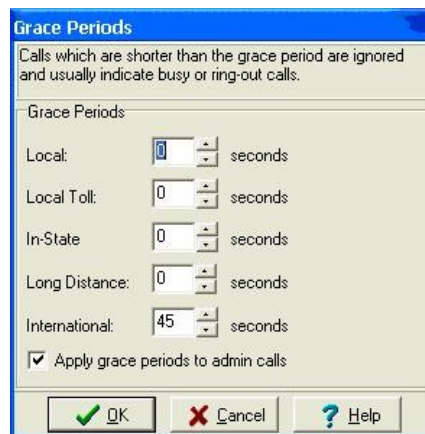 Grace Periods
Calls which are shorter than the grace period are ignored
and usually indicate busy or ring-out calls.
Grace Periods
Local: 0 seconds
Local Toll: 0 seconds
In-State 0 seconds
Long Distance: 0 seconds
International: 45 seconds
Apply grace periods to admin calls
OK Cancel Help